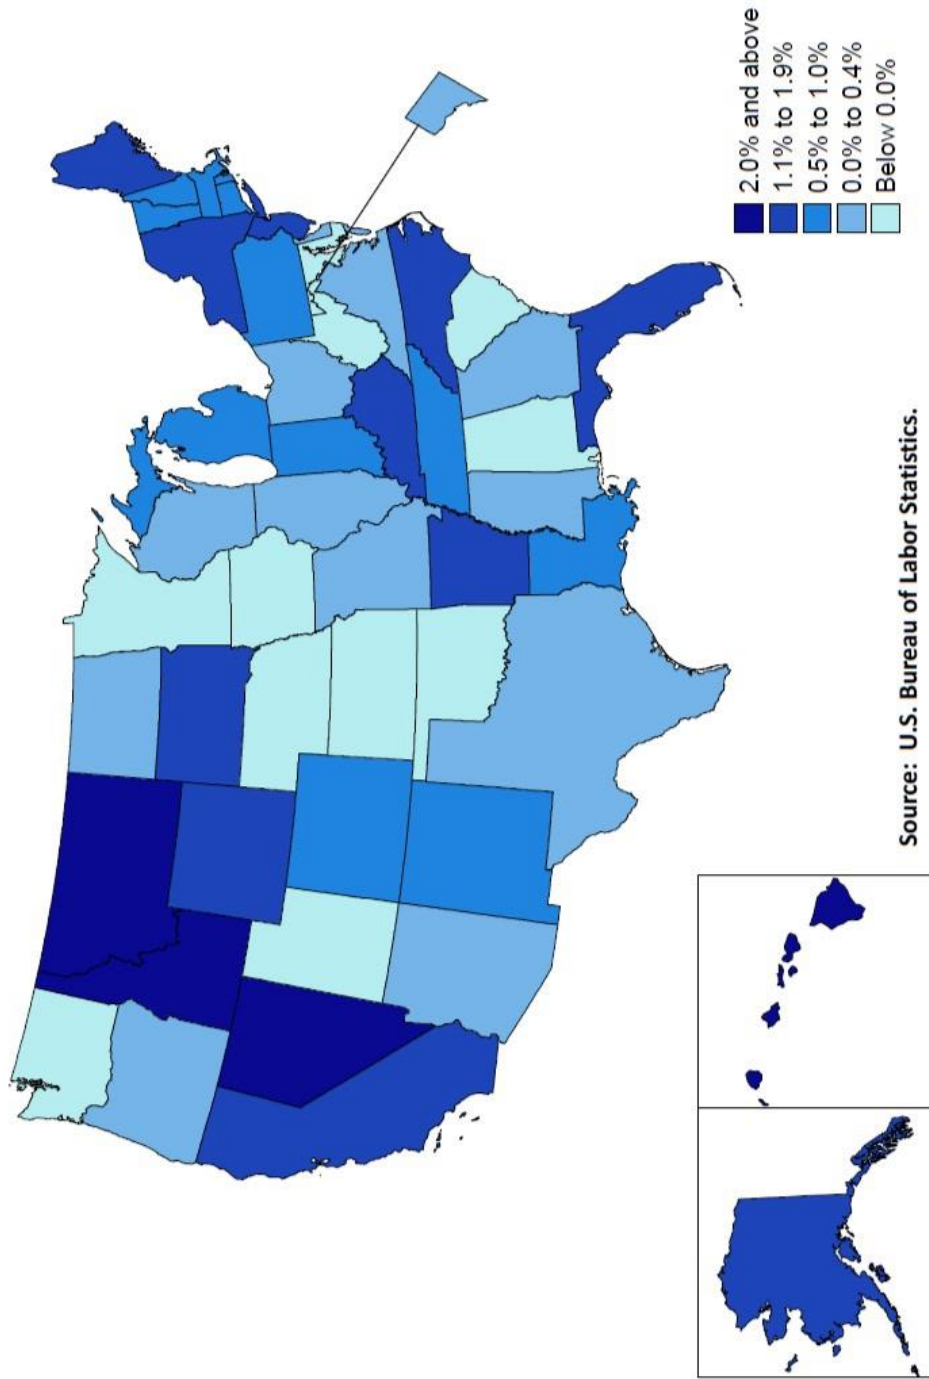 2.0% and above
1.1% to 1.9%
0.5% to 1.0%
0.0% to 0.4%
Below 0.0%
Source: U.S. Bureau of Labor Statistics.